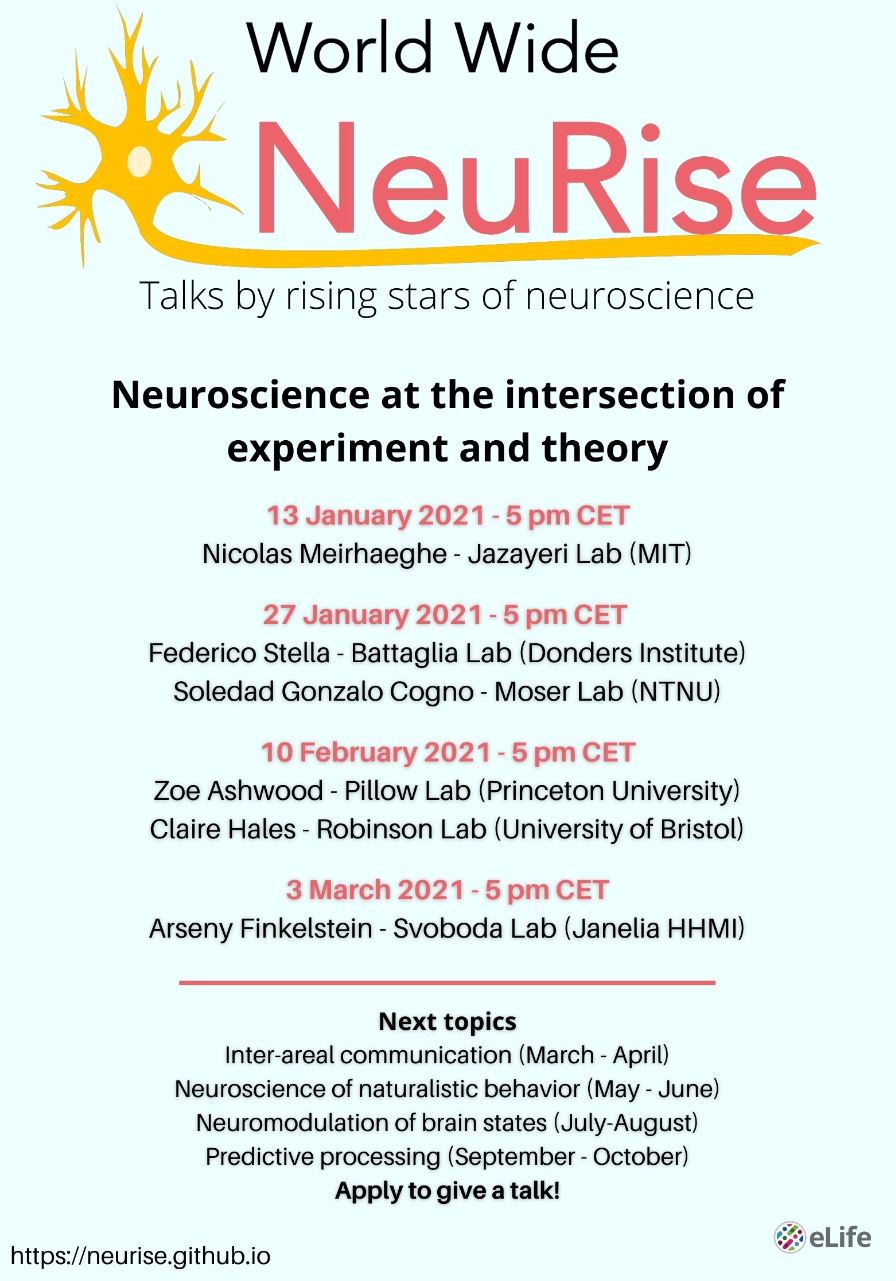 World Wide
NeuRise
Talks by rising stars of neuroscience
Neuroscience at the intersection of
experiment and theory
13 January 2021 - 5 pm CET
Nicolas Meirhaeghe - Jazayeri Lab (MIT)
27 January 2021 - 5 pm CET
Federico Stella - Battaglia Lab (Donders Institute)
Soledad Gonzalo Cogno - Moser Lab (NTNU)
10 February 2021 - 5 pm CET
Zoe Ashwood - Pillow Lab (Princeton University)
Claire Hales - Robinson Lab (University of Bristol)
3 March 2021 - 5 pm CET
Arseny Finkelstein - Svoboda Lab (Janelia HHMI)
Next topics
Inter-areal communication (March - April)
Neuroscience of naturalistic behavior (May - June)
Neuromodulation of brain states (July-August)
Predictive processing (September - October)
Apply to give a talk!
eLife
https://neurise.github.io